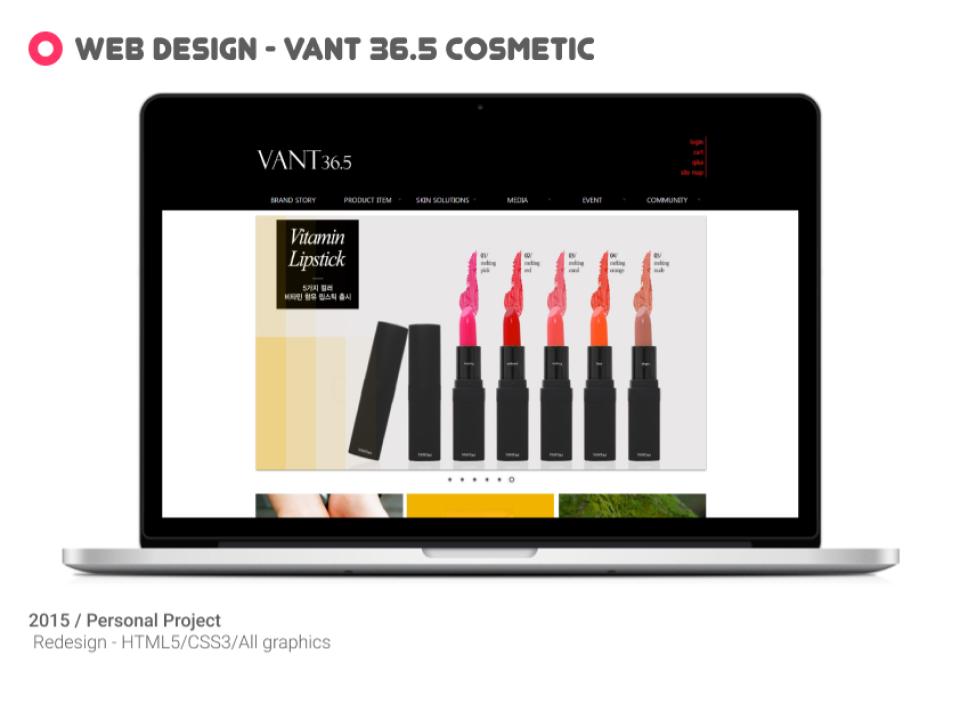 WEB DESIGN - VANT 36.5 COSMETIC
login
cart
q&a
site map
VANT36.5
BRAND STORY PRODUCT ITEM SKIN SOLUTIONS MEDIA EVENT COMMUNITY
Vitamin
Lipstick
5가지 컬러
비타민 함유 립스틱 출시
01/
melting
pink
02/
melting
red
03/
melting
coral
04/
melting
orange
05/
melting
nude
2015 / Personal Project
Redesign - HTML5/CSS3/All graphics